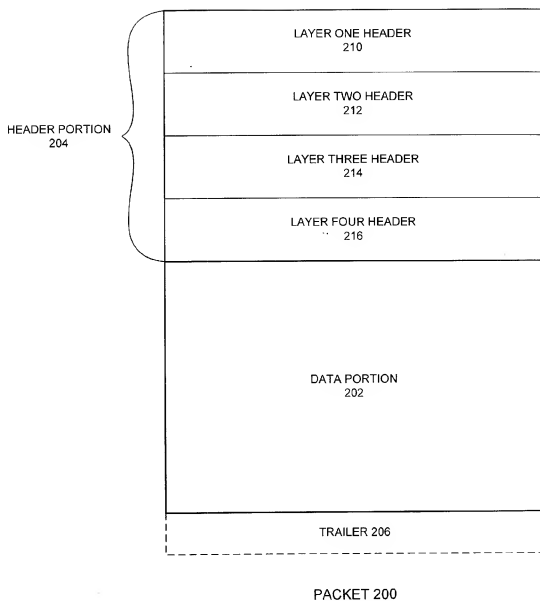 LAYER ONE HEADER
210
LAYER TWO HEADER
212
HEADER PORTION
204
LAYER THREE HEADER
214
LAYER FOUR HEADER
216
DATA PORTION
202
TRAILER 206
PACKET 200